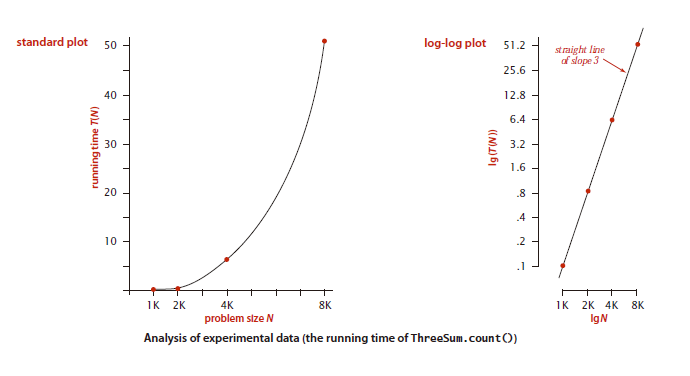 standard plot
50
40
30
20
10
running time T(N)
1K 2K 4K 8K
problem size N
log-log plot
straight line
of slope 3
51.2
25.6
12.8
6.4
3.2
1.6
.8
.4
.2
.1
lg(T(N))
1K 2K 4K 8K
lgN
Analysis of experimental data (the running time of ThreeSum.count())